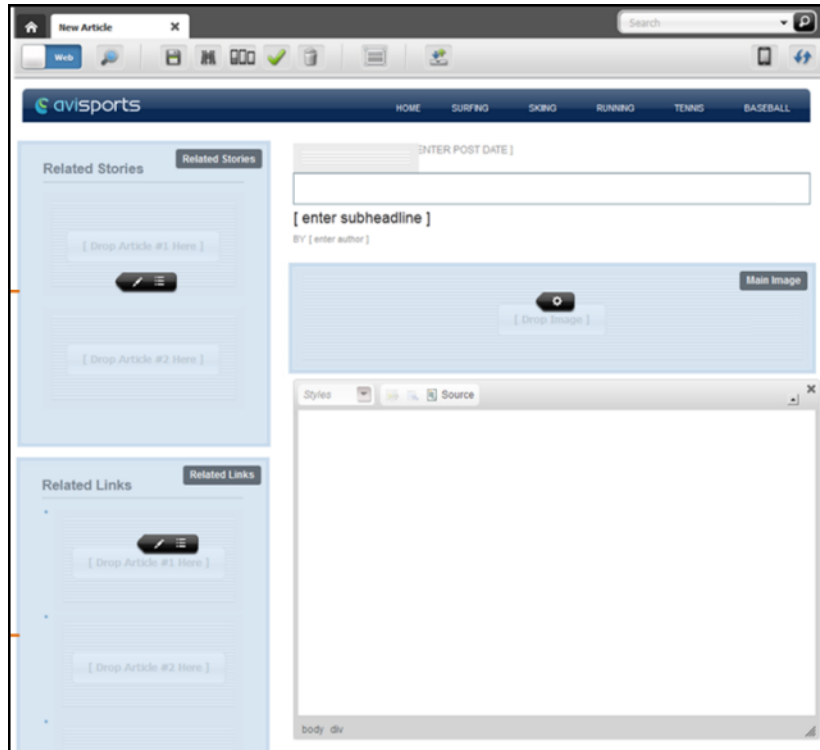 New Article
Search
Web
avisports
HOME SURFING SKIING RUNNING TENNIS BASEBALL
Related Stories
Related Stories
[ Drop Article #1 Here ]
[ Drop Article #2 Here ]
Related Links
Related Links
[ Drop Article #1 Here ]
[ Drop Article #2 Here ]
ENTER POST DATE ]
[ enter subheadline ]
BY [ enter author ]
Main Image
[ Drop Image ]
Styles Source
body div